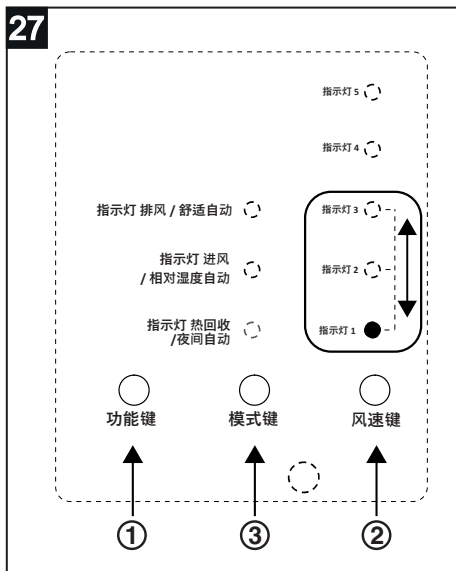 27
指示灯 5
指示灯 4
指示灯 排风 / 舒适自动
指示灯 3
指示灯 进风
/ 相对湿度自动
指示灯 2
指示灯 热回收
/夜间自动
指示灯 1
功能键
模式键
风速键
①
③
②